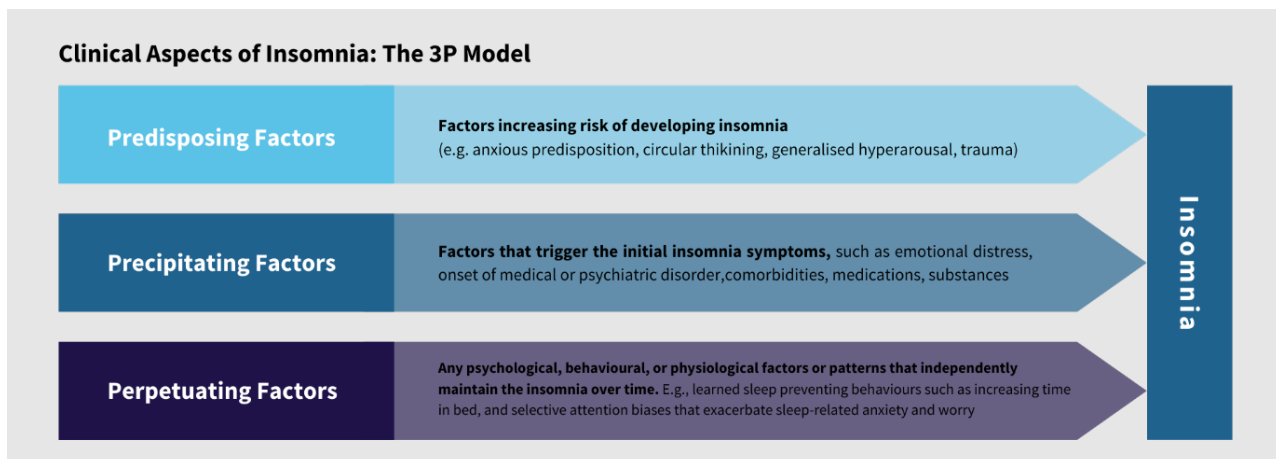 Clinical Aspects of Insomnia: The 3P Model
Predisposing Factors
Factors increasing risk of developing insomnia
(e.g. anxious predisposition, circular thikining, generalised hyperarousal, trauma)
Precipitating Factors
Factors that trigger the initial insomnia symptoms, such as emotional distress,
onset of medical or psychiatric disorder,comorbidities, medications, substances
Perpetuating Factors
Any psychological, behavioural, or physiological factors or patterns that independently
maintain the insomnia over time. E.g., learned sleep preventing behaviours such as increasing time
in bed, and selective attention biases that exacerbate sleep-related anxiety and worry
Insomnia